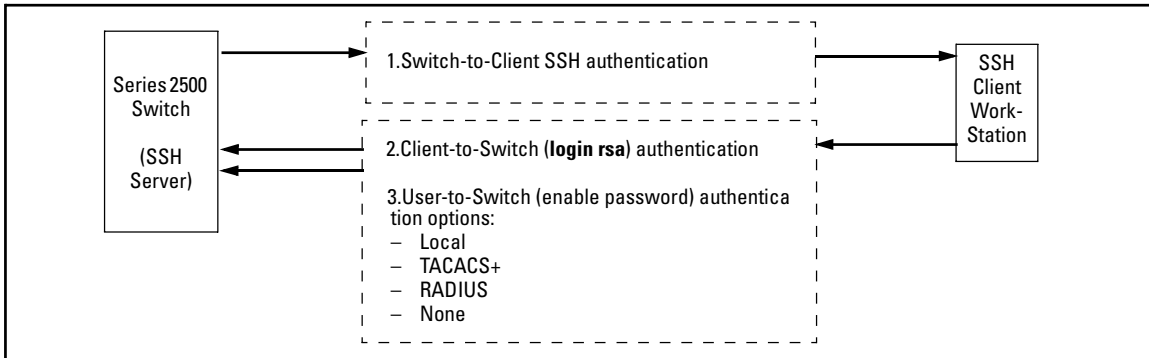 Series 2500
Switch
(SSH
Server)
1.Switch-to-Client SSH authentication
SSH
Client
Work-
Station
2.Client-to-Switch (login rsa) authentication
3.User-to-Switch (enable password) authentica
tion options:
– Local
– TACACS+
– RADIUS
– None